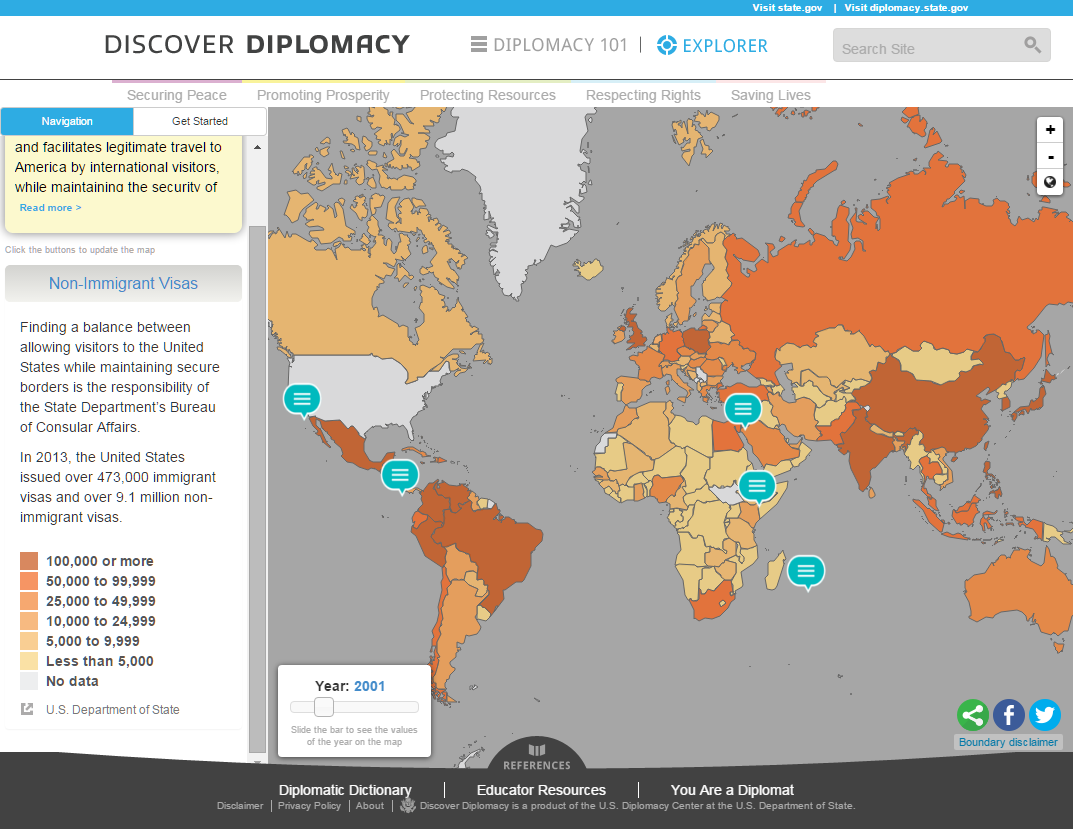 Visit state.gov | Visit diplomacy.state.gov
DISCOVER DIPLOMACY
DIPLOMACY 101 | EXPLORER
Search Site
Securing Peace Promoting Prosperity Protecting Resources Respecting Rights Saving Lives
Navigation Get Started
and facilitates legitimate travel to
America by international visitors,
while maintaining the security of
Read more >
Click the buttons to update the map
Non-Immigrant Visas
Finding a balance between
allowing visitors to the United
States while maintaining secure
borders is the responsibility of
the State Department's Bureau
of Consular Affairs.
In 2013, the United States
issued over 473,000 immigrant
visas and over 9.1 million non-
immigrant visas.
100,000 or more
50,000 to 99,999
25,000 to 49,999
10,000 to 24,999
5,000 to 9,999
Less than 5,000
No data
U.S. Department of State
+
-
Year: 2001
Slide the bar to see the values
of the year on the map
Boundary disclaimer
REFERENCES
Diplomatic Dictionary | Educator Resources | You Are a Diplomat
Disclaimer | Privacy Policy | About | Discover Diplomacy is a product of the U.S. Diplomacy Center at the U.S. Department of State.